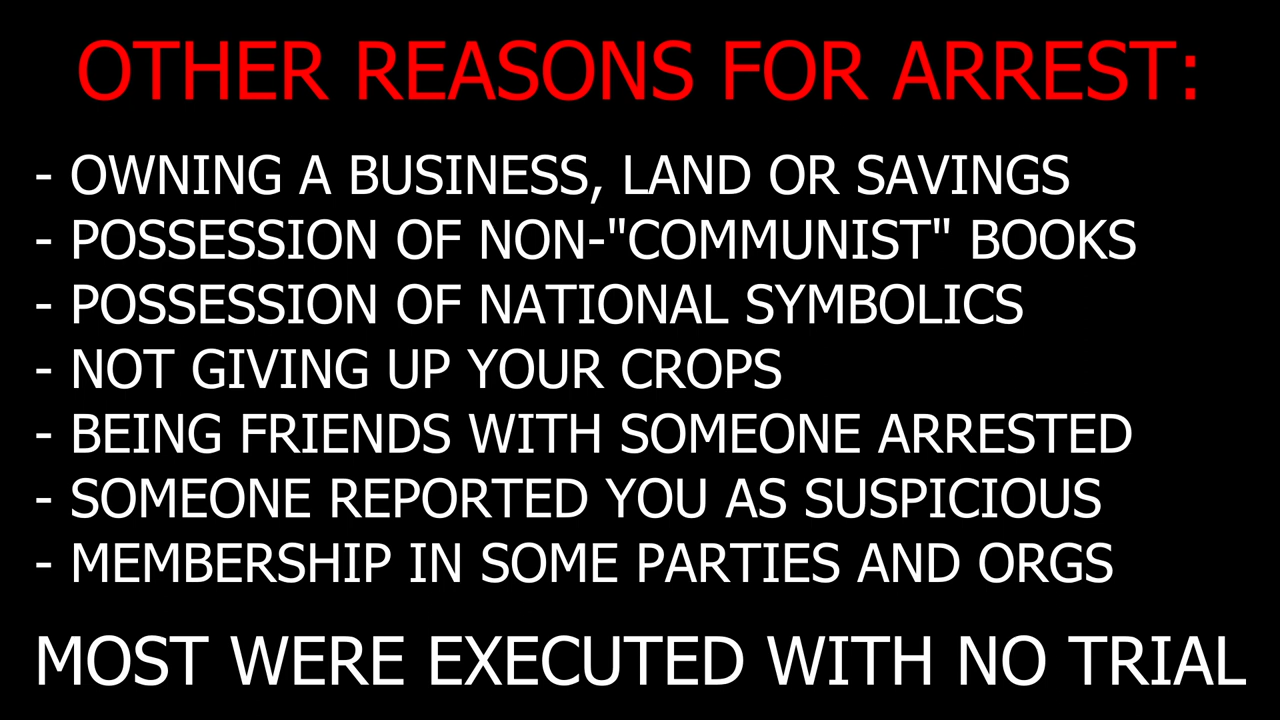 OTHER REASONS FOR ARREST:
- OWNING A BUSINESS, LAND OR SAVINGS
- POSSESSION OF NON-"COMMUNIST" BOOKS
- POSSESSION OF NATIONAL SYMBOLICS
- NOT GIVING UP YOUR CROPS
- BEING FRIENDS WITH SOMEONE ARRESTED
- SOMEONE REPORTED YOU AS SUSPICIOUS
- MEMBERSHIP IN SOME PARTIES AND ORGS
MOST WERE EXECUTED WITH NO TRIAL